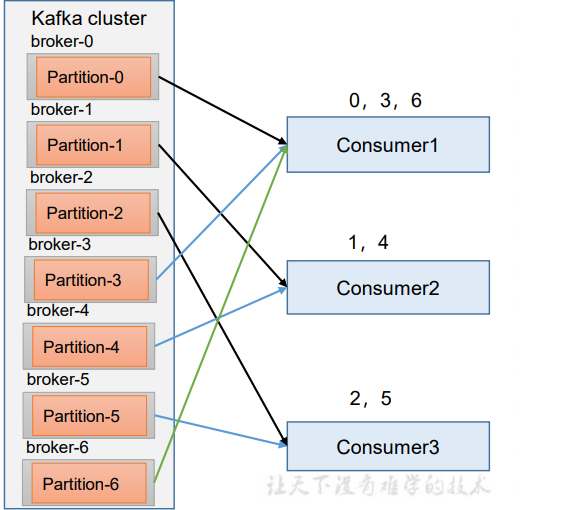 Kafka cluster
broker-0
Partition-0
broker-1
Partition-1
broker-2
Partition-2
broker-3
Partition-3
broker-4
Partition-4
broker-5
Partition-5
broker-6
Partition-6
0，3，6
Consumer1
1，4
Consumer2
2，5
Consumer3
让天下没有难学的技术